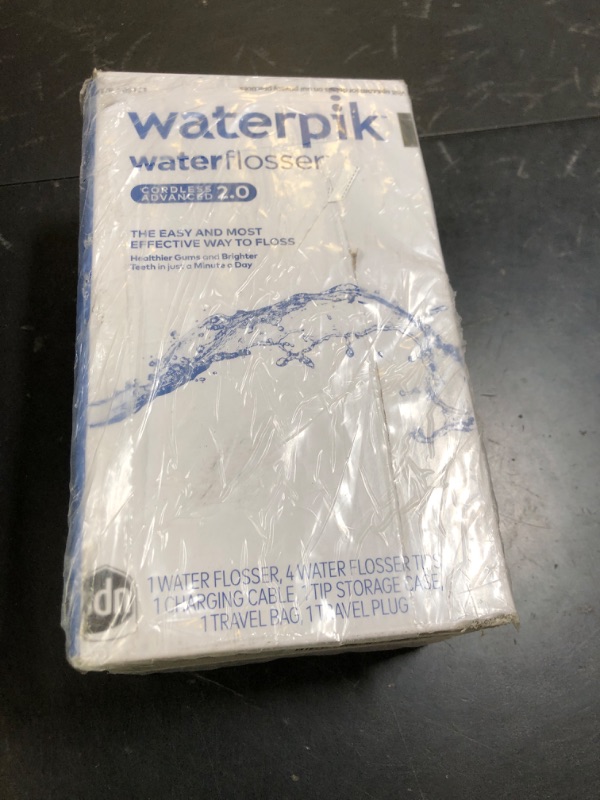 waterpik
waterflosser
CORDLESS
ADVANCED 2.0
THE EASY AND MOST
EFFECTIVE WAY TO FLOSS
Healthier Gums and Brighter
Teeth in just a Minute a Day
dp
1 WATER FLOSSER, 4 WATER FLOSSER TIPS,
1 CHARGING CABLE, 1 TIP STORAGE CASE,
1 TRAVEL BAG, 1 TRAVEL PLUG